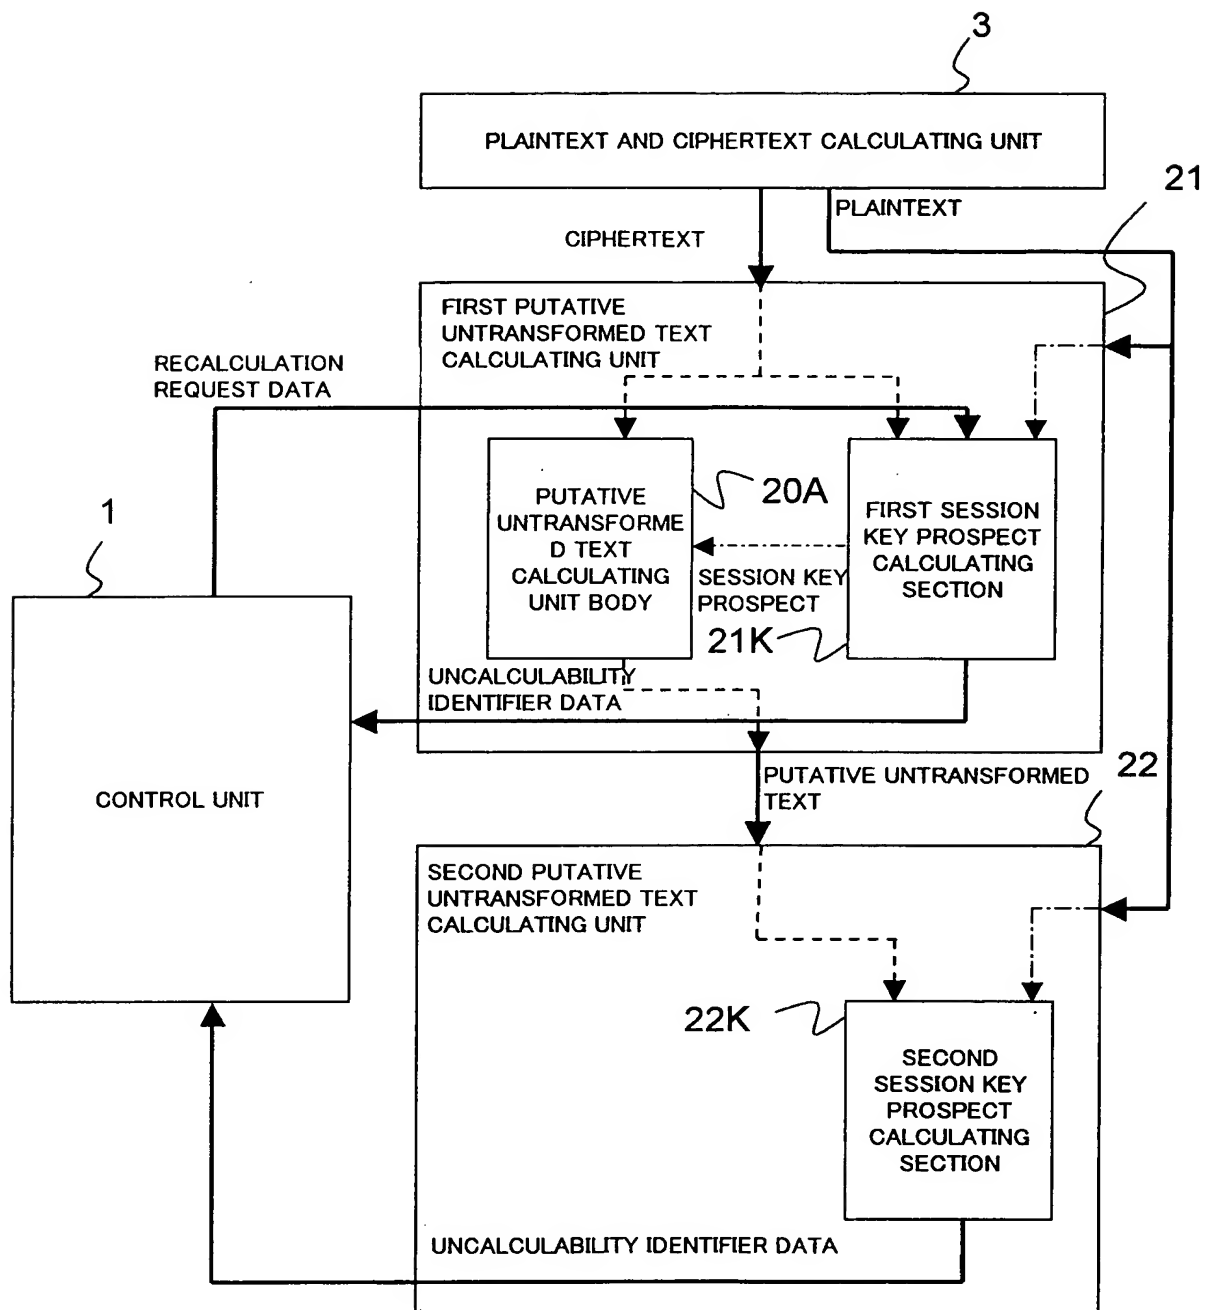 3
PLAINTEXT AND CIPHERTEXT CALCULATING UNIT
21
PLAINTEXT
CIPHERTEXT
FIRST PUTATIVE
UNTRANSFORMED TEXT
CALCULATING UNIT
RECALCULATION
REQUEST DATA
1
PUTATIVE
UNTRANSFORME
D TEXT
CALCULATING
UNIT BODY
20A
FIRST SESSION
KEY PROSPECT
CALCULATING
SECTION
SESSION KEY
PROSPECT
21K
UNCALCULABILITY
IDENTIFIER DATA
CONTROL UNIT
PUTATIVE UNTRANSFORMED
TEXT
22
SECOND PUTATIVE
UNTRANSFORMED TEXT
CALCULATING UNIT
22K
SECOND
SESSION KEY
PROSPECT
CALCULATING
SECTION
UNCALCULABILITY IDENTIFIER DATA